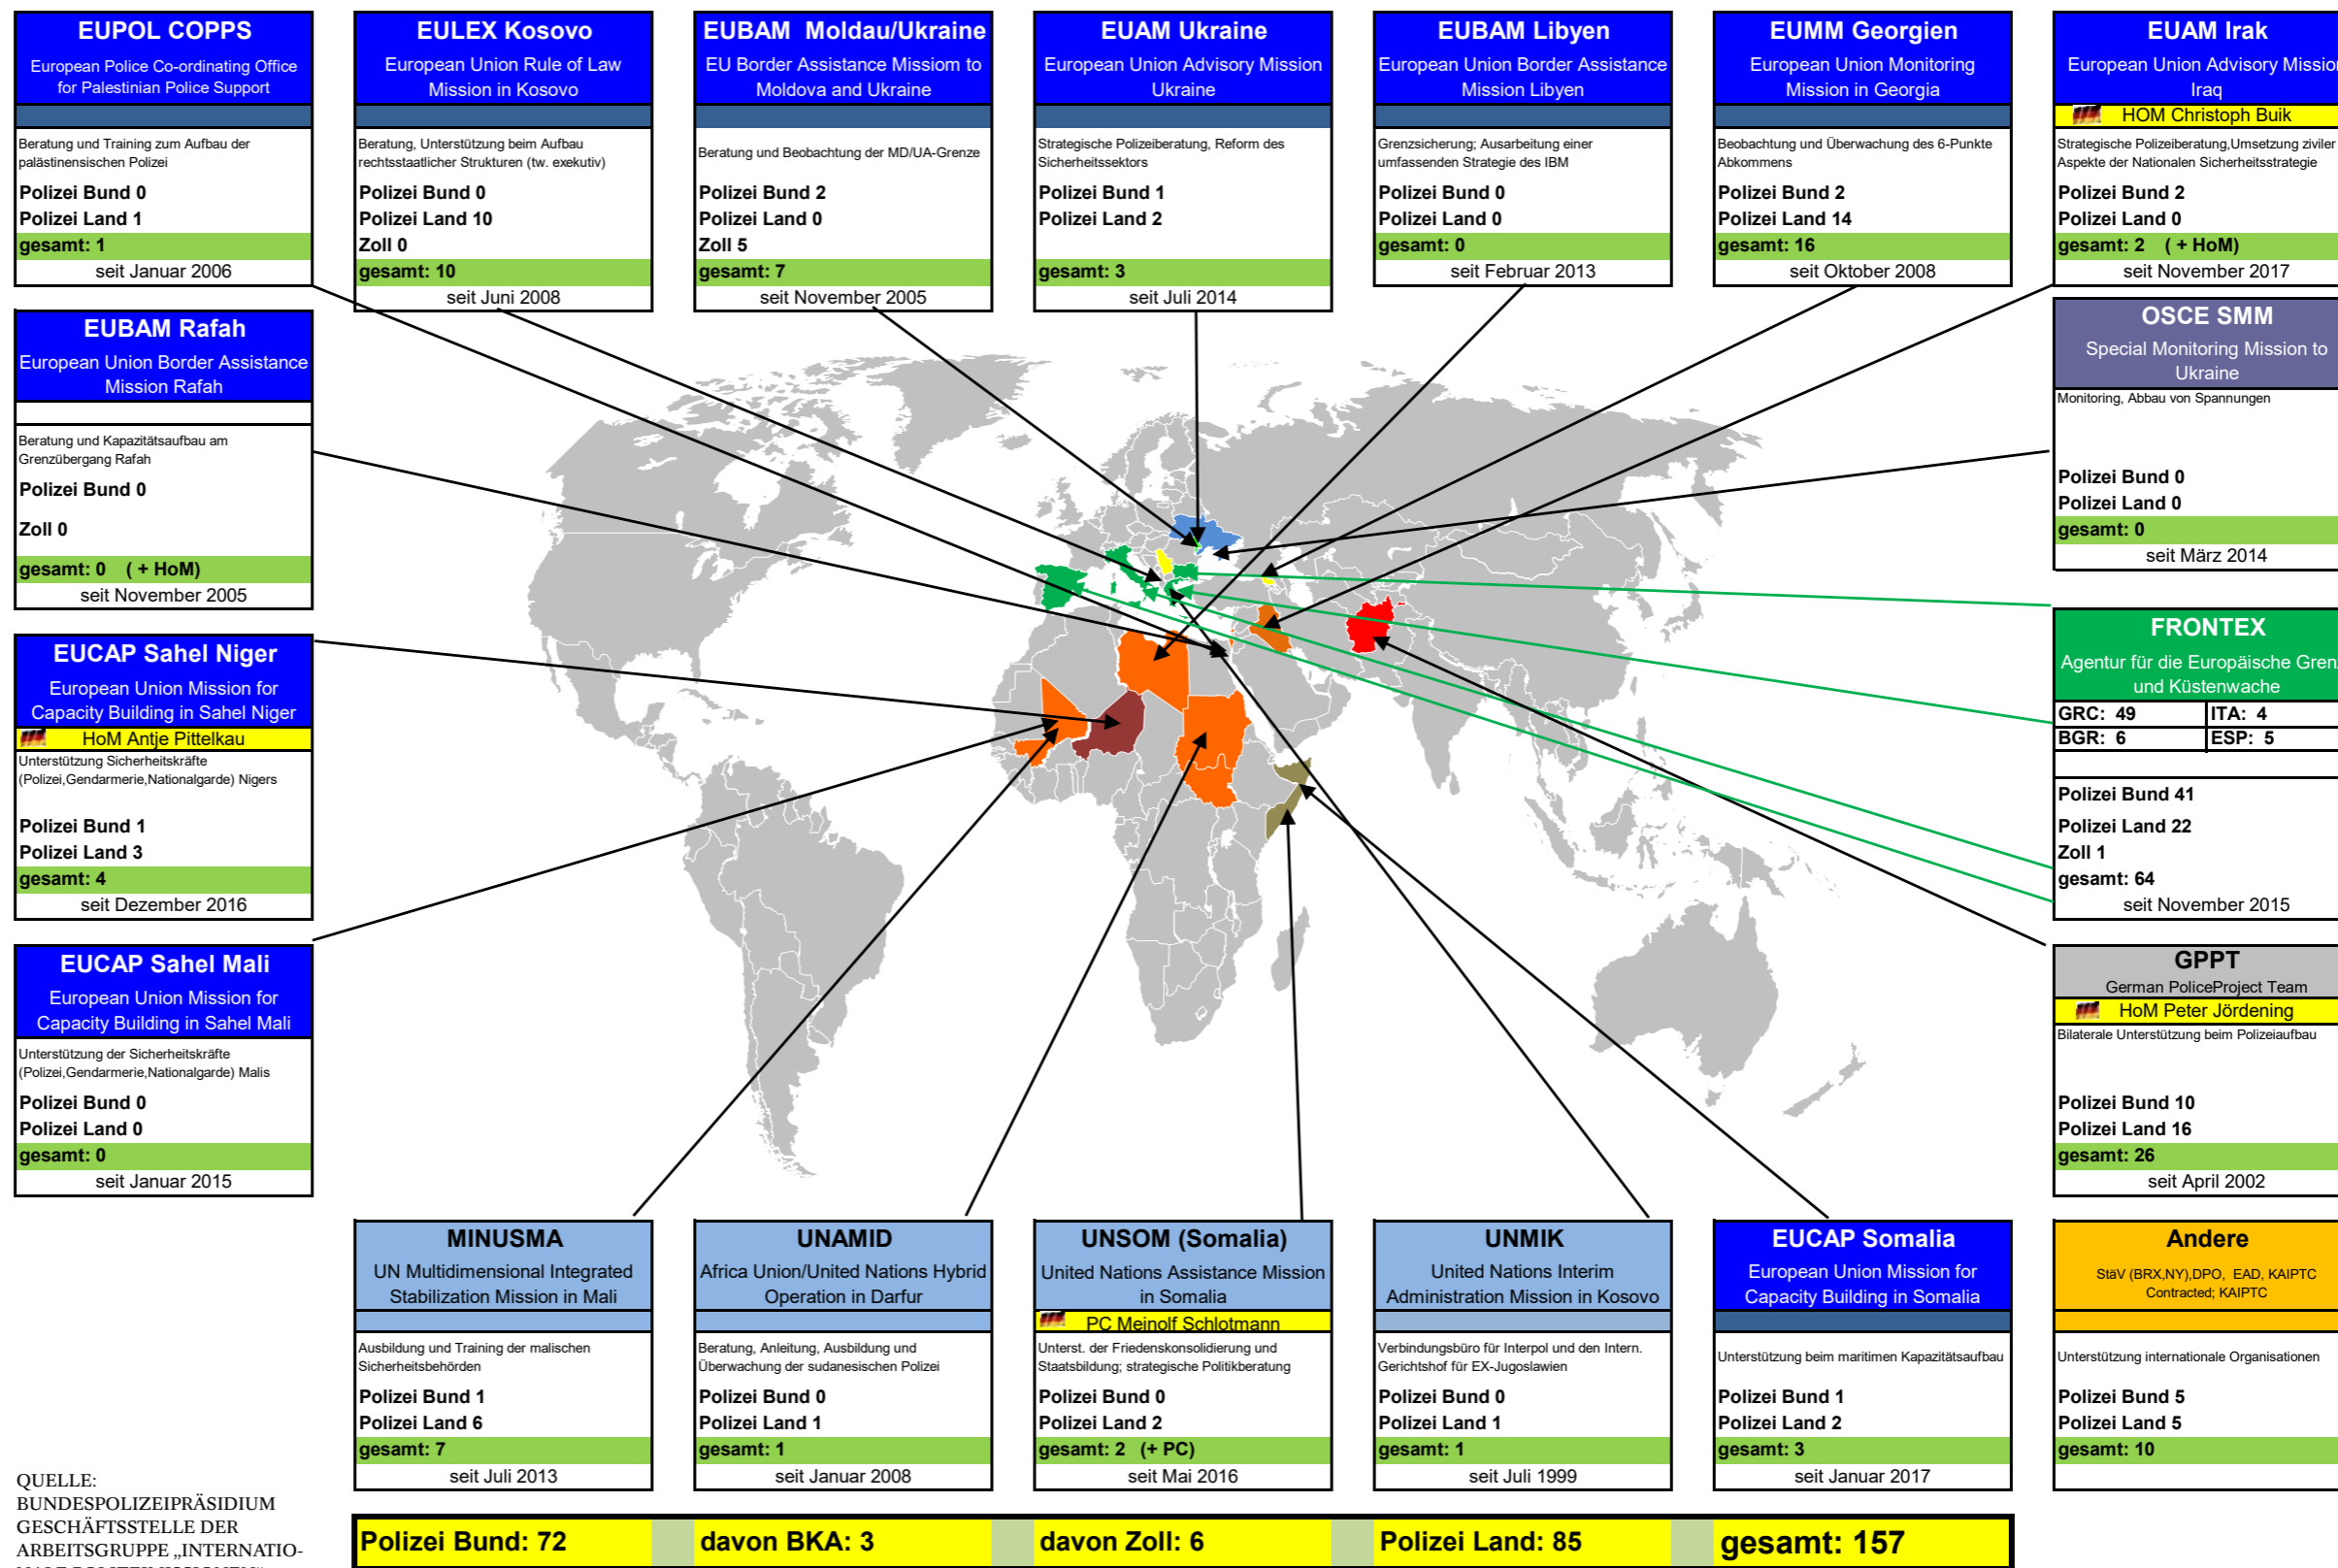 EUPOL COPPS
European Police Co-ordinating Office
for Palestinian Police Support
Beratung und Training zum Aufbau der
palästinensischen Polizei
Polizei Bund 0
Polizei Land 1
gesamt: 1
seit Januar 2006
EULEX Kosovo
European Union Rule of Law
Mission in Kosovo
Beratung, Unterstützung beim Aufbau
rechtsstaatlicher Strukturen (tw. exekutiv)
Polizei Bund 0
Polizei Land 10
Zoll 0
gesamt: 10
seit Juni 2008
EUBAM Moldau/Ukraine
EU Border Assistance Missiom to
Moldova and Ukraine
Beratung und Beobachtung der MD/UA-Grenze
Polizei Bund 2
Polizei Land 0
Zoll 5
gesamt: 7
seit November 2005
EUAM Ukraine
European Union Advisory Mission
Ukraine
Strategische Polizeiberatung, Reform des
Sicherheitssektors
Polizei Bund 1
Polizei Land 2
gesamt: 3
seit Juli 2014
EUBAM Libyen
European Union Border Assistance
Mission Libyen
Grenzsicherung; Ausarbeitung einer
umfassenden Strategie des IBM
Polizei Bund 0
Polizei Land 0
gesamt: 0
seit Februar 2013
EUMM Georgien
European Union Monitoring
Mission in Georgia
Beobachtung und Überwachung des 6-Punkte
Abkommens
Polizei Bund 2
Polizei Land 14
gesamt: 16
seit Oktober 2008
EUAM Irak
European Union Advisory Mission
Iraq
HOM Christoph Buik
Strategische Polizeiberatung,Umsetzung ziviler
Aspekte der Nationalen Sicherheitsstrategie
Polizei Bund 2
Polizei Land 0
gesamt: 2 ( + HoM)
seit November 2017
EUBAM Rafah
European Union Border Assistance
Mission Rafah
Beratung und Kapazitätsaufbau am
Grenzübergang Rafah
Polizei Bund 0
Zoll 0
gesamt: 0 ( + HoM)
seit November 2005
OSCE SMM
Special Monitoring Mission to
Ukraine
Monitoring, Abbau von Spannungen
Polizei Bund 0
Polizei Land 0
gesamt: 0
seit März 2014
EUCAP Sahel Niger
European Union Mission for
Capacity Building in Sahel Niger
HoM Antje Pittelkau
Unterstützung Sicherheitskräfte
(Polizei,Gendarmerie,Nationalgarde) Nigers
Polizei Bund 1
Polizei Land 3
gesamt: 4
seit Dezember 2016
FRONTEX
Agentur für die Europäische Gren
und Küstenwache
GRC: 49 ITA: 4
BGR: 6 ESP: 5
Polizei Bund 41
Polizei Land 22
Zoll 1
gesamt: 64
seit November 2015
EUCAP Sahel Mali
European Union Mission for
Capacity Building in Sahel Mali
Unterstützung der Sicherheitskräfte
(Polizei,Gendarmerie,Nationalgarde) Malis
Polizei Bund 0
Polizei Land 0
gesamt: 0
seit Januar 2015
GPPT
German PoliceProject Team
HoM Peter Jördening
Bilaterale Unterstützung beim Polizeiaufbau
Polizei Bund 10
Polizei Land 16
gesamt: 26
seit April 2002
MINUSMA
UN Multidimensional Integrated
Stabilization Mission in Mali
Ausbildung und Training der malischen
Sicherheitsbehörden
Polizei Bund 1
Polizei Land 6
gesamt: 7
seit Juli 2013
UNAMID
Africa Union/United Nations Hybrid
Operation in Darfur
Beratung, Anleitung, Ausbildung und
Überwachung der sudanesischen Polizei
Polizei Bund 0
Polizei Land 1
gesamt: 1
seit Januar 2008
UNSOM (Somalia)
United Nations Assistance Mission
in Somalia
PC Meinolf Schlotmann
Unterst. der Friedenskonsolidierung und
Staatsbildung; strategische Politikberatung
Polizei Bund 0
Polizei Land 2
gesamt: 2 (+ PC)
seit Mai 2016
UNMIK
United Nations Interim
Administration Mission in Kosovo
Verbindungsbüro für Interpol und den Intern.
Gerichtshof für EX-Jugoslawien
Polizei Bund 0
Polizei Land 1
gesamt: 1
seit Juli 1999
EUCAP Somalia
European Union Mission for
Capacity Building in Somalia
Unterstützung beim maritimen Kapazitätsaufbau
Polizei Bund 1
Polizei Land 2
gesamt: 3
seit Januar 2017
Andere
StäV (BRX,NY),DPO, EAD, KAIPTC
Contracted; KAIPTC
Unterstützung internationale Organisationen
Polizei Bund 5
Polizei Land 5
gesamt: 10
QUELLE:
BUNDESPOLIZEIPRÄSIDIUM
GESCHÄFTSSTELLE DER
ARBEITSGRUPPE „INTERNATIO-
Polizei Bund: 72 davon BKA: 3 davon Zoll: 6 Polizei Land: 85 gesamt: 157